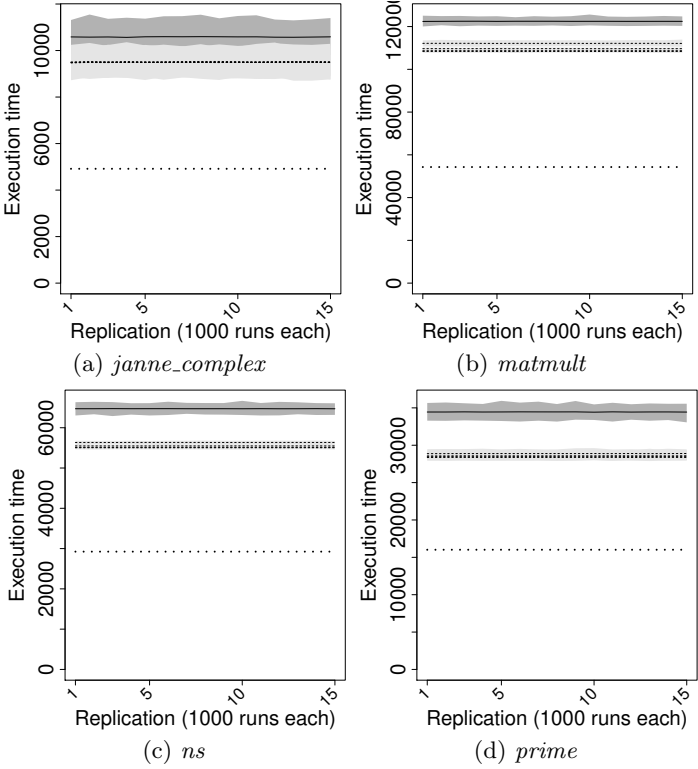 Execution time
0
2000
6000
10000
1
5
10
15
Replication (1000 runs each)
(a) janne_complex
Execution time
0
40000
80000
120000
1
5
10
15
Replication (1000 runs each)
(b) matmult
Execution time
0
20000
40000
60000
1
5
10
15
Replication (1000 runs each)
(c) ns
Execution time
0
10000
20000
30000
1
5
10
15
Replication (1000 runs each)
(d) prime